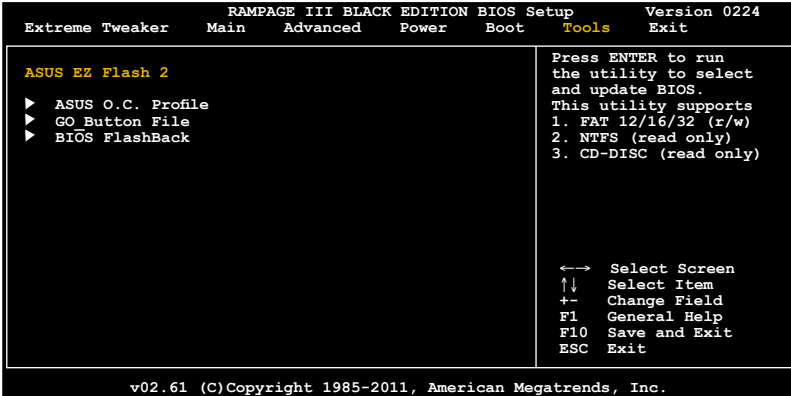 RAMPAGE III BLACK EDITION BIOS Setup Version 0224
Extreme Tweaker Main Advanced Power Boot Tools Exit
ASUS EZ Flash 2
ASUS O.C. Profile
GO_Button File
BIOS FlashBack
Press ENTER to run
the utility to select
and update BIOS.
This utility supports
1. FAT 12/16/32 (r/w)
2. NTFS (read only)
3. CD-DISC (read only)
←→ Select Screen
↑↓ Select Item
+- Change Field
F1 General Help
F10 Save and Exit
ESC Exit
v02.61 (C)Copyright 1985-2011, American Megatrends, Inc.